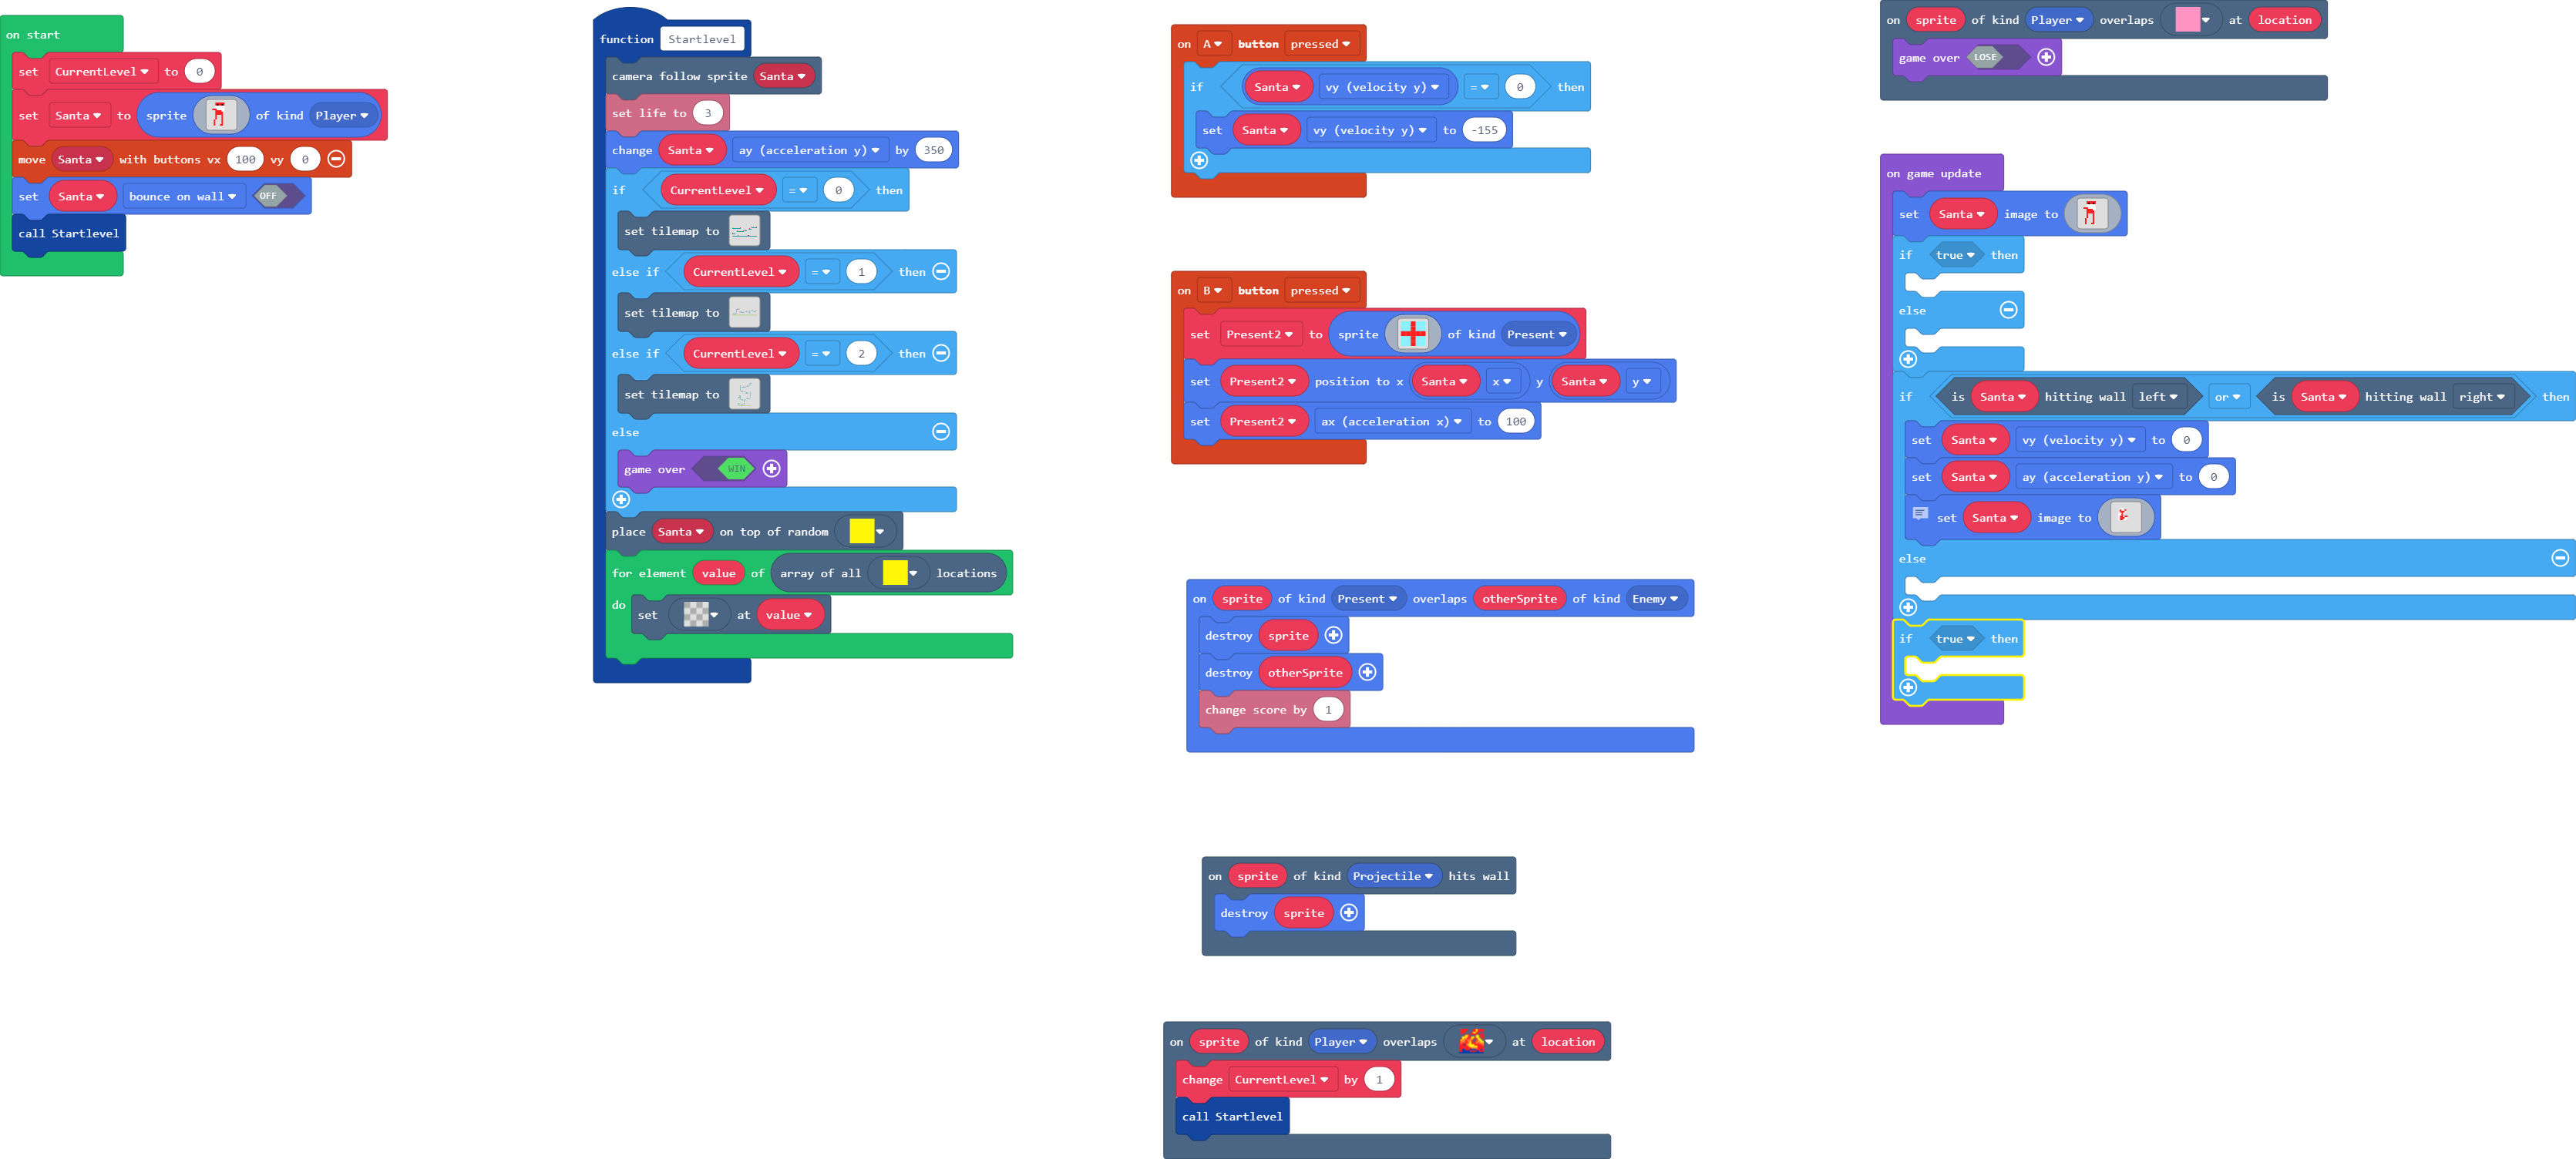 on start
set CurrentLevel to 0
set Santa to sprite of kind Player
move Santa with buttons vx 100 vy 0
set Santa bounce on wall OFF
call Startlevel
function Startlevel
camera follow sprite Santa
set life to 3
change Santa ay (acceleration y) by 350
if CurrentLevel = 0 then
set tilemap to
else if CurrentLevel = 1 then
set tilemap to
else if CurrentLevel = 2 then
set tilemap to
else
game over WIN
place Santa on top of random
for element value of array of all locations
do set at value
on A button pressed
if Santa vy (velocity y) = 0 then
set Santa vy (velocity y) to -155
on B button pressed
set Present2 to sprite of kind Present
set Present2 position to x Santa x y Santa y
set Present2 ax (acceleration x) to 100
on sprite of kind Present overlaps otherSprite of kind Enemy
destroy sprite
destroy otherSprite
change score by 1
on sprite of kind Projectile hits wall
destroy sprite
on sprite of kind Player overlaps at location
change CurrentLevel by 1
call Startlevel
on sprite of kind Player overlaps at location
game over LOSE
on game update
set Santa image to
if true then
else
if is Santa hitting wall left or is Santa hitting wall right then
set Santa vy (velocity y) to 0
set Santa ay (acceleration y) to 0
set Santa image to
else
if true then